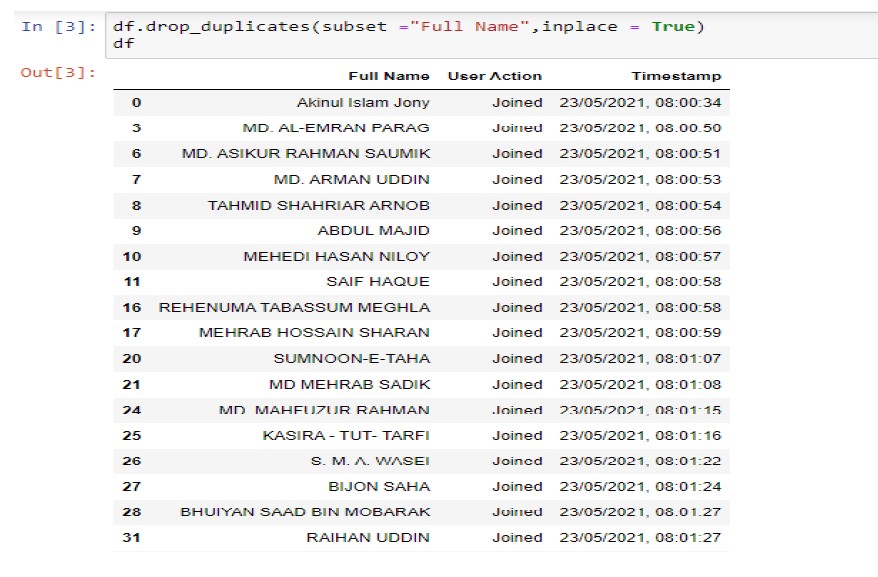 In [3]: df.drop_duplicates(subset ="Full Name",inplace = True)
df
Out[3]:
Full Name User Action Timestamp
0 Akinul Islam Jony Joined 23/05/2021, 08:00:34
3 MD. AL-EMRAN PARAG Joined 23/05/2021, 08:00:50
6 MD. ASIKUR RAHMAN SAUMIK Joined 23/05/2021, 08:00:51
7 MD. ARMAN UDDIN Joined 23/05/2021, 08:00:53
8 TAHMID SHAHRIAR ARNOB Joined 23/05/2021, 08:00:54
9 ABDUL MAJID Joined 23/05/2021, 08:00:56
10 MEHEDI HASAN NILOY Joined 23/05/2021, 08:00:57
11 SAIF HAQUE Joined 23/05/2021, 08:00:58
16 REHENUMA TABASSUM MEGHLA Joined 23/05/2021, 08:00:58
17 MEHRAB HOSSAIN SHARAN Joined 23/05/2021, 08:00:59
20 SUMNOON-E-TAHA Joined 23/05/2021, 08:01:07
21 MD MEHRAB SADIK Joined 23/05/2021, 08:01:08
24 MD. MAHFUZUR RAHMAN Joined 23/05/2021, 08:01:15
25 KASIRA - TUT- TARFI Joined 23/05/2021, 08:01:16
26 S. M. A. WASEI Joined 23/05/2021, 08:01:22
27 BIJON SAHA Joined 23/05/2021, 08:01:24
28 BHUIYAN SAAD BIN MOBARAK Joined 23/05/2021, 08:01:27
31 RAIHAN UDDIN Joined 23/05/2021, 08:01:27